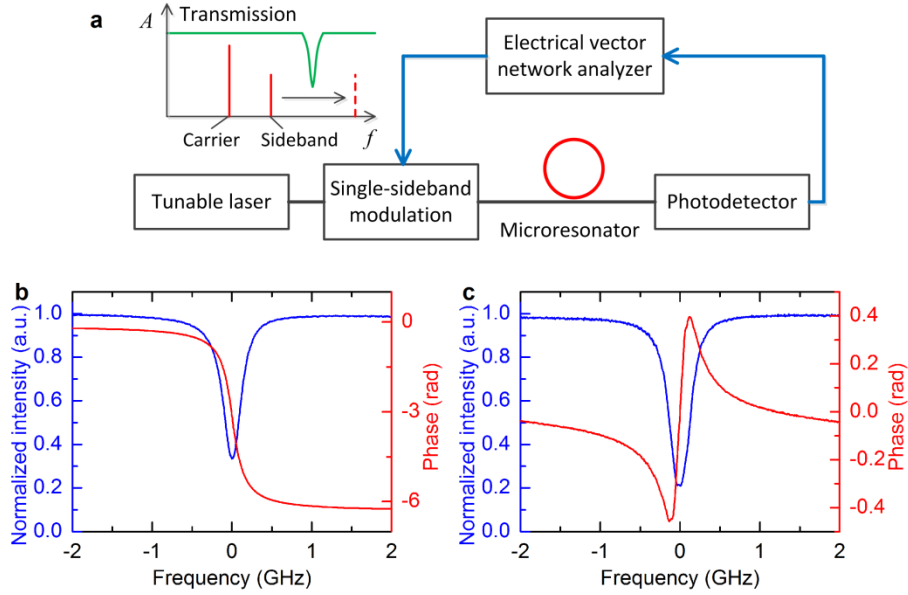 a
A
Transmission
Carrier
Sideband
f
Electrical vector
network analyzer
Tunable laser
Single-sideband
modulation
Microresonator
Photodetector
b
Normalized intensity (a.u.)
1.0
0.8
0.6
0.4
0.2
0.0
-2
-1
0
1
2
Frequency (GHz)
0
-3
-6
Phase (rad)
c
Normalized intensity (a.u.)
1.0
0.8
0.6
0.4
0.2
0.0
-2
-1
0
1
2
Frequency (GHz)
0.4
0.2
0.0
-0.2
-0.4
Phase (rad)